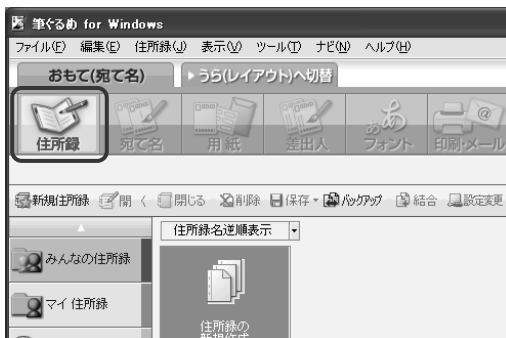 筆ぐるめ for Windows
ファイル(F) 編集(E) 住所録(J) 表示(V) ツール(T) ナビ(N) ヘルプ(H)
おもて(宛て名) うら(レイアウト)へ切替
住所録 宛て名 用紙 差出人 フォント 印刷・メール
新規住所録 開く 閉じる 削除 保存 バックアップ 結合 設定変更
住所録名逆順表示
みんなの住所録
マイ 住所録
住所録の
新規作成